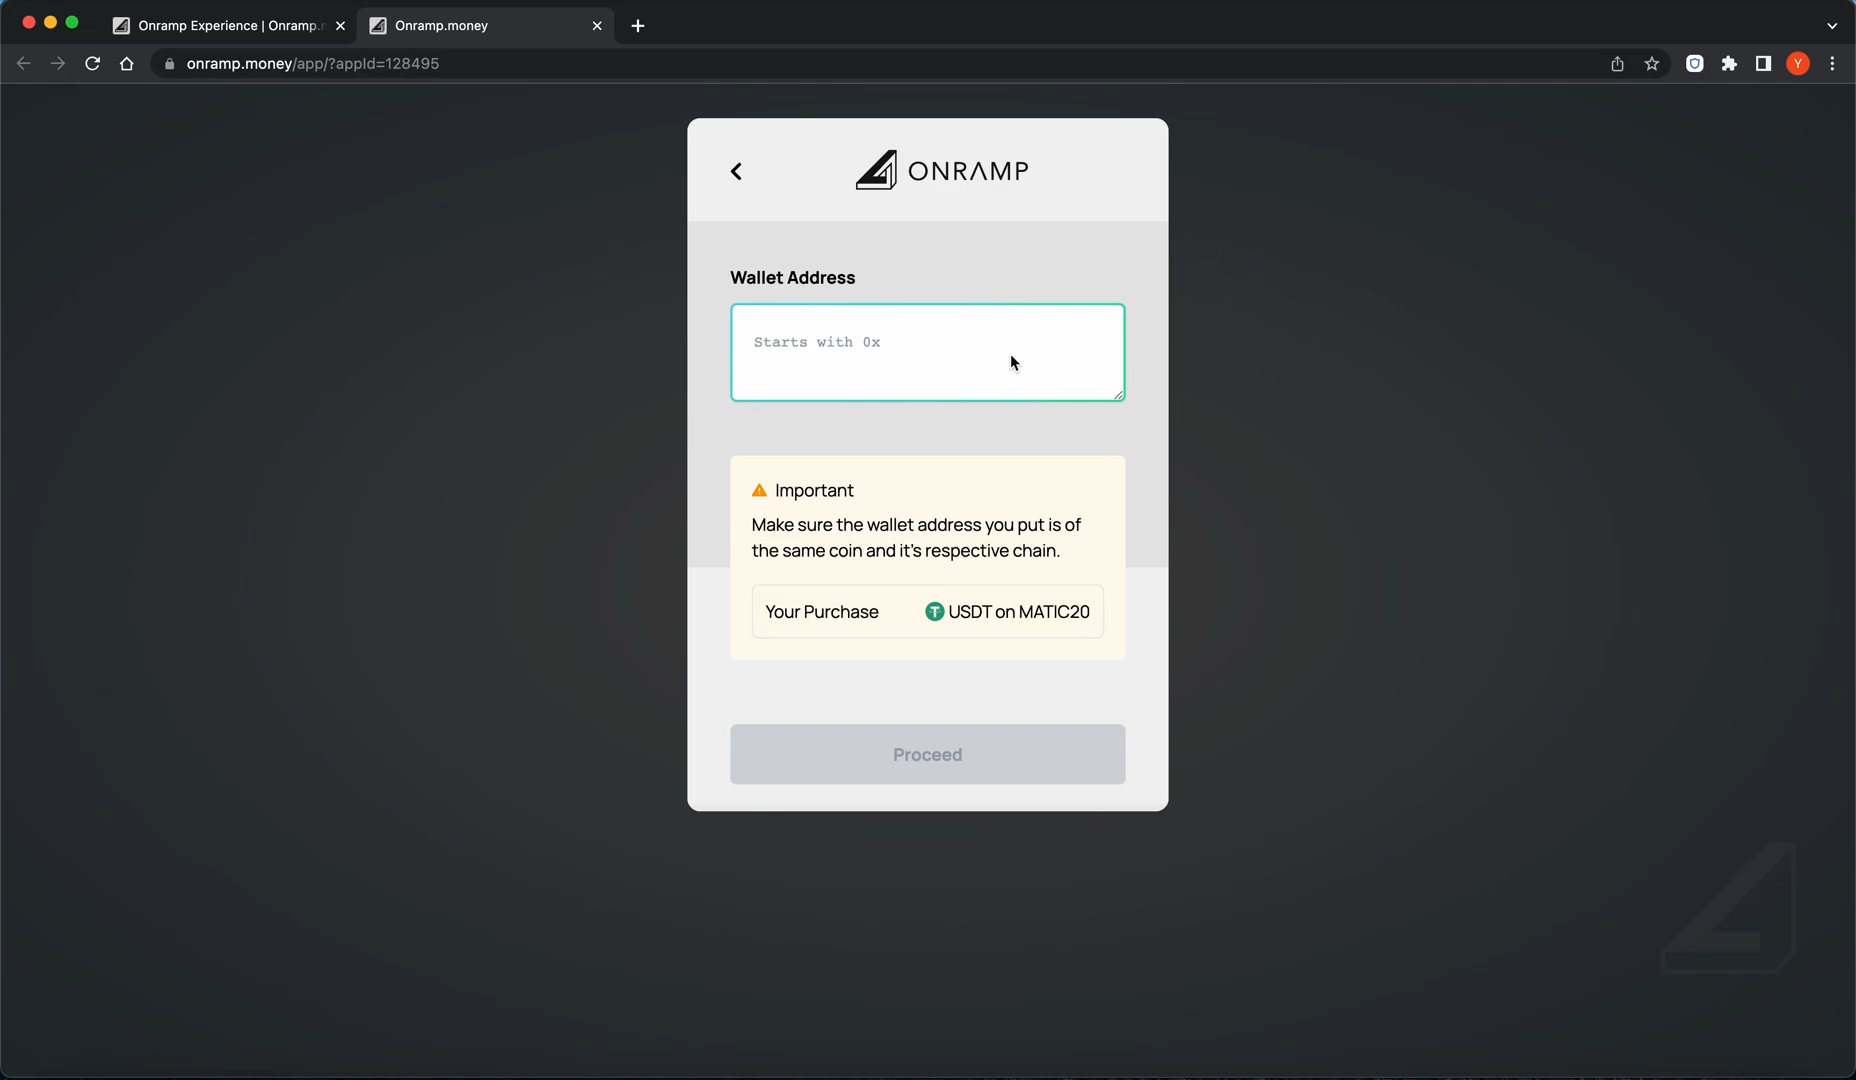 Onramp Experience | Onramp.
Onramp.money
onramp.money/app/?appId=128495
Y
ONRAMP
Wallet Address
Starts with 0x
Important
Make sure the wallet address you put is of
the same coin and it's respective chain.
Your Purchase USDT on MATIC20
Proceed